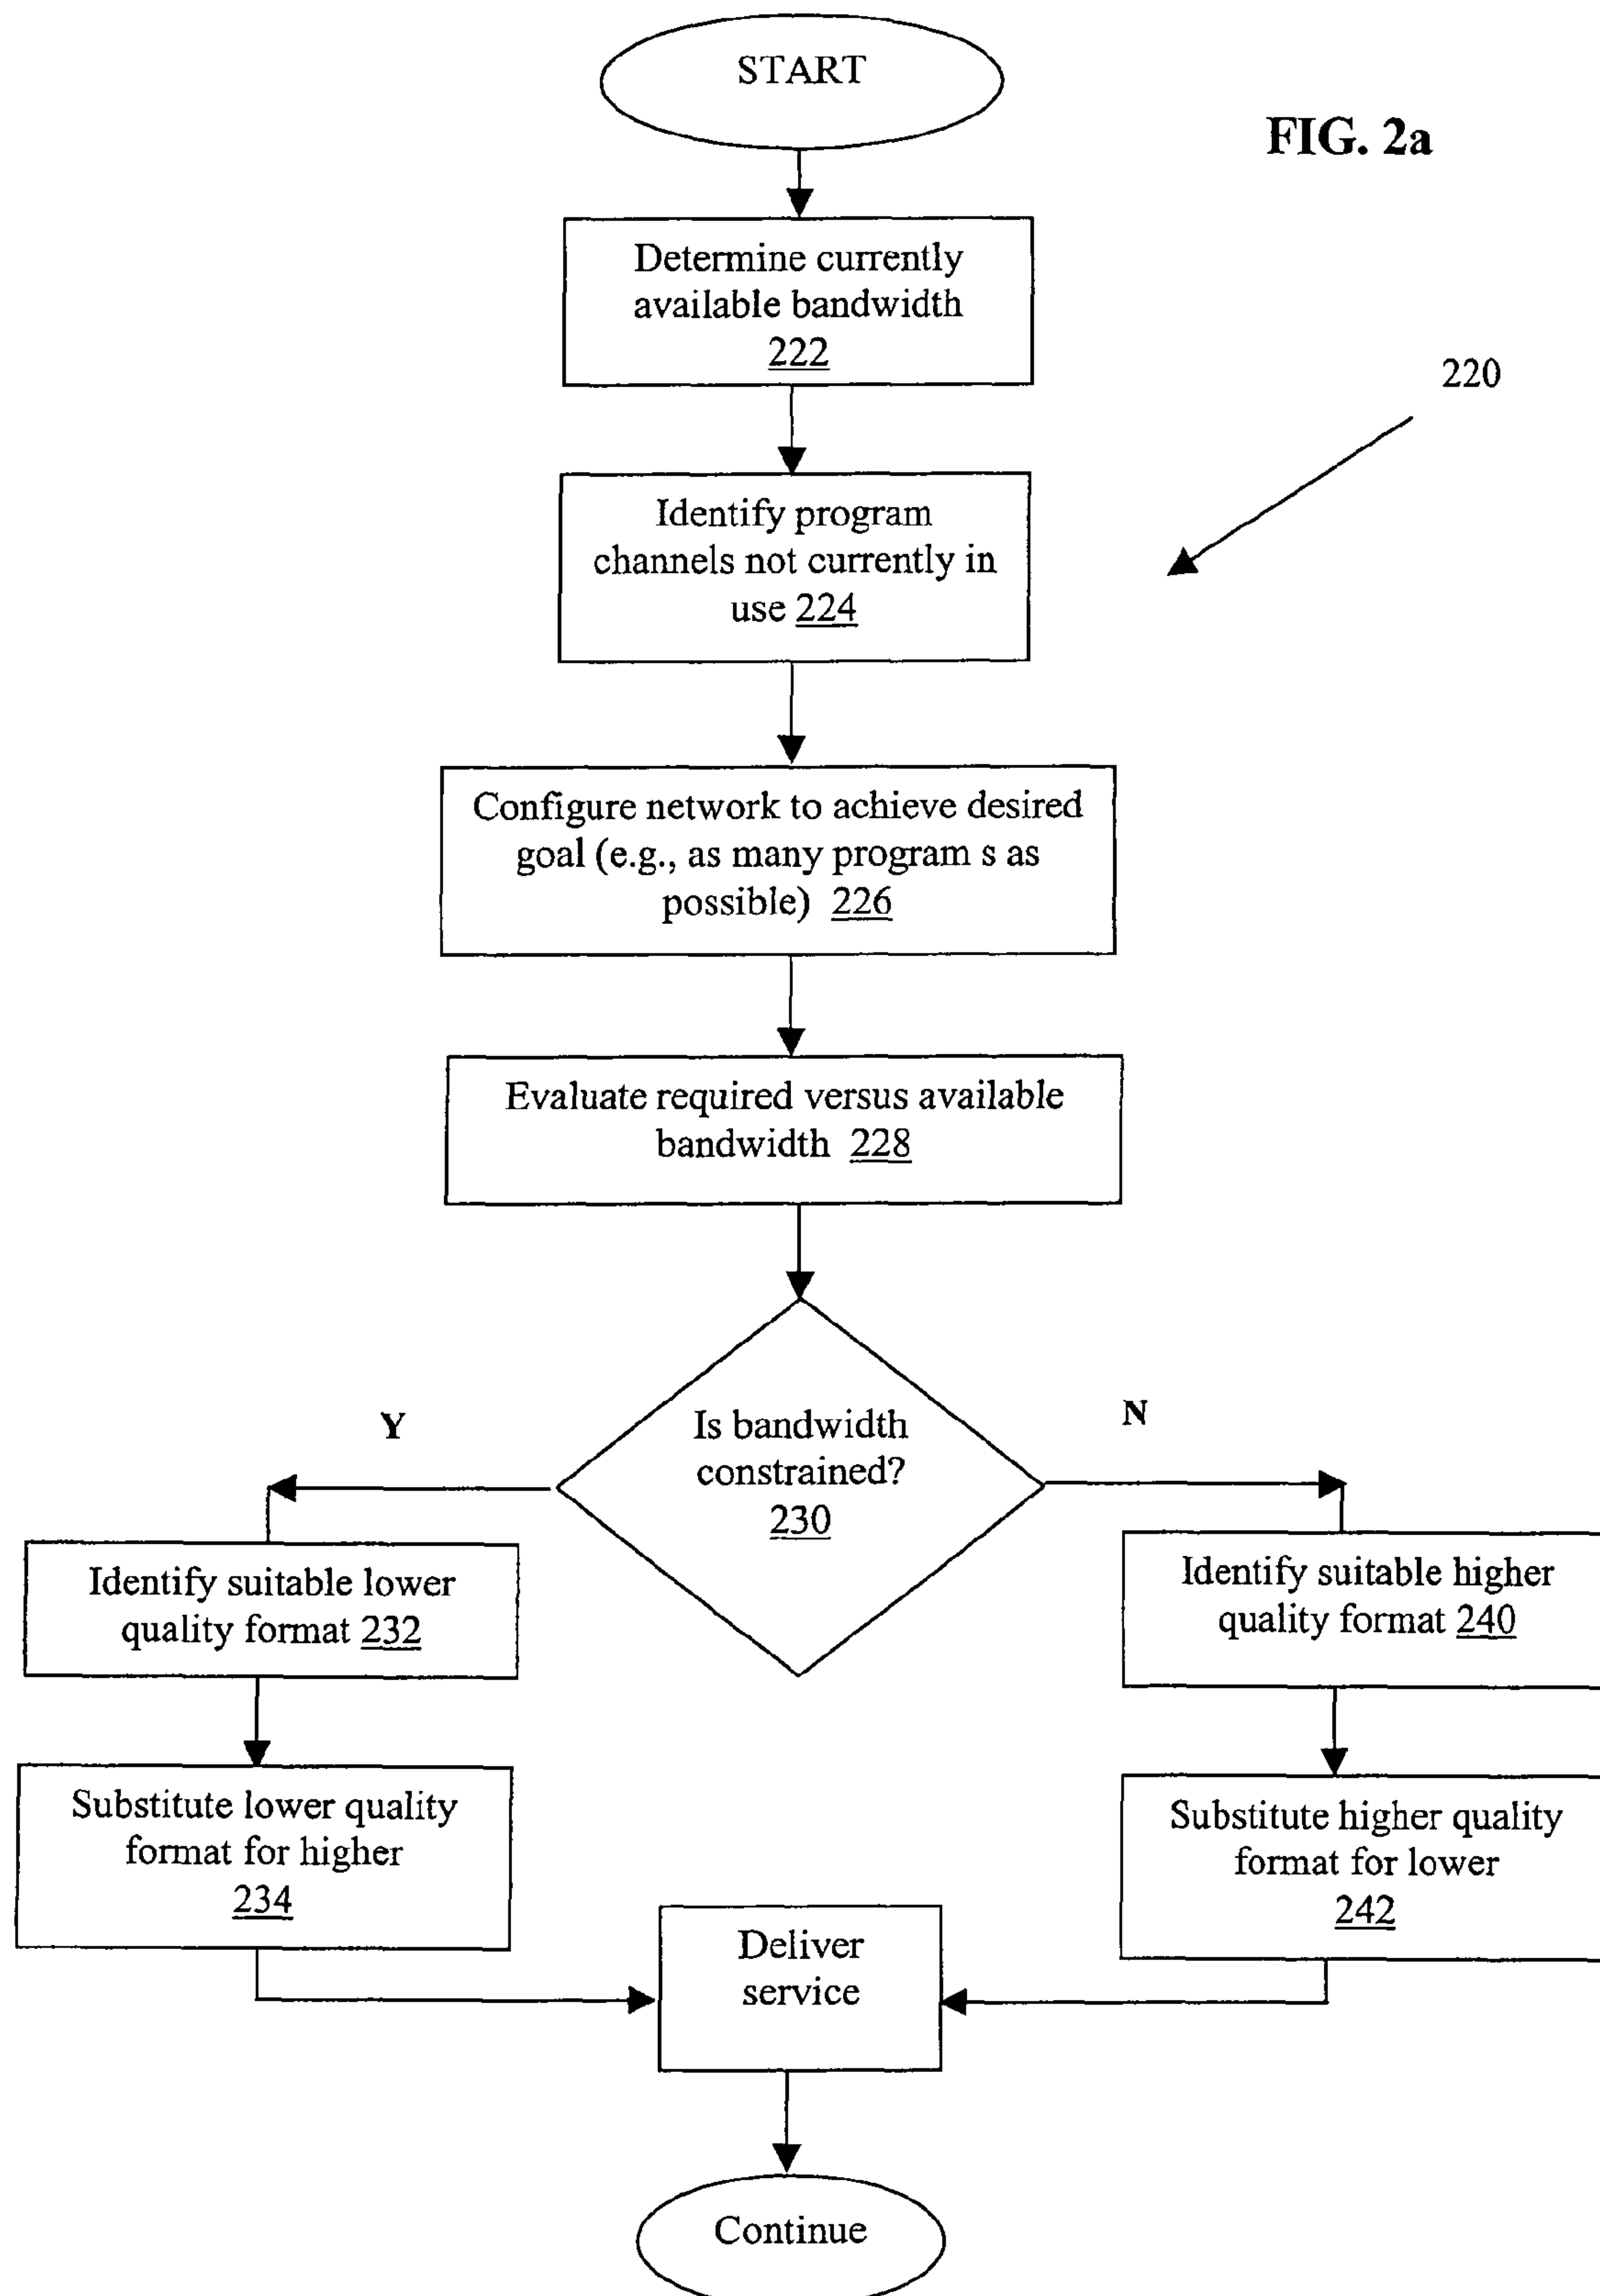 START
FIG. 2a
Determine currently
available bandwidth
222
220
Identify program
channels not currently in
use 224
Configure network to achieve desired
goal (e.g., as many program s as
possible) 226
Evaluate required versus available
bandwidth 228
Y
N
Is bandwidth
constrained?
230
Identify suitable lower
quality format 232
Identify suitable higher
quality format 240
Substitute lower quality
format for higher
234
Substitute higher quality
format for lower
242
Deliver
service
Continue